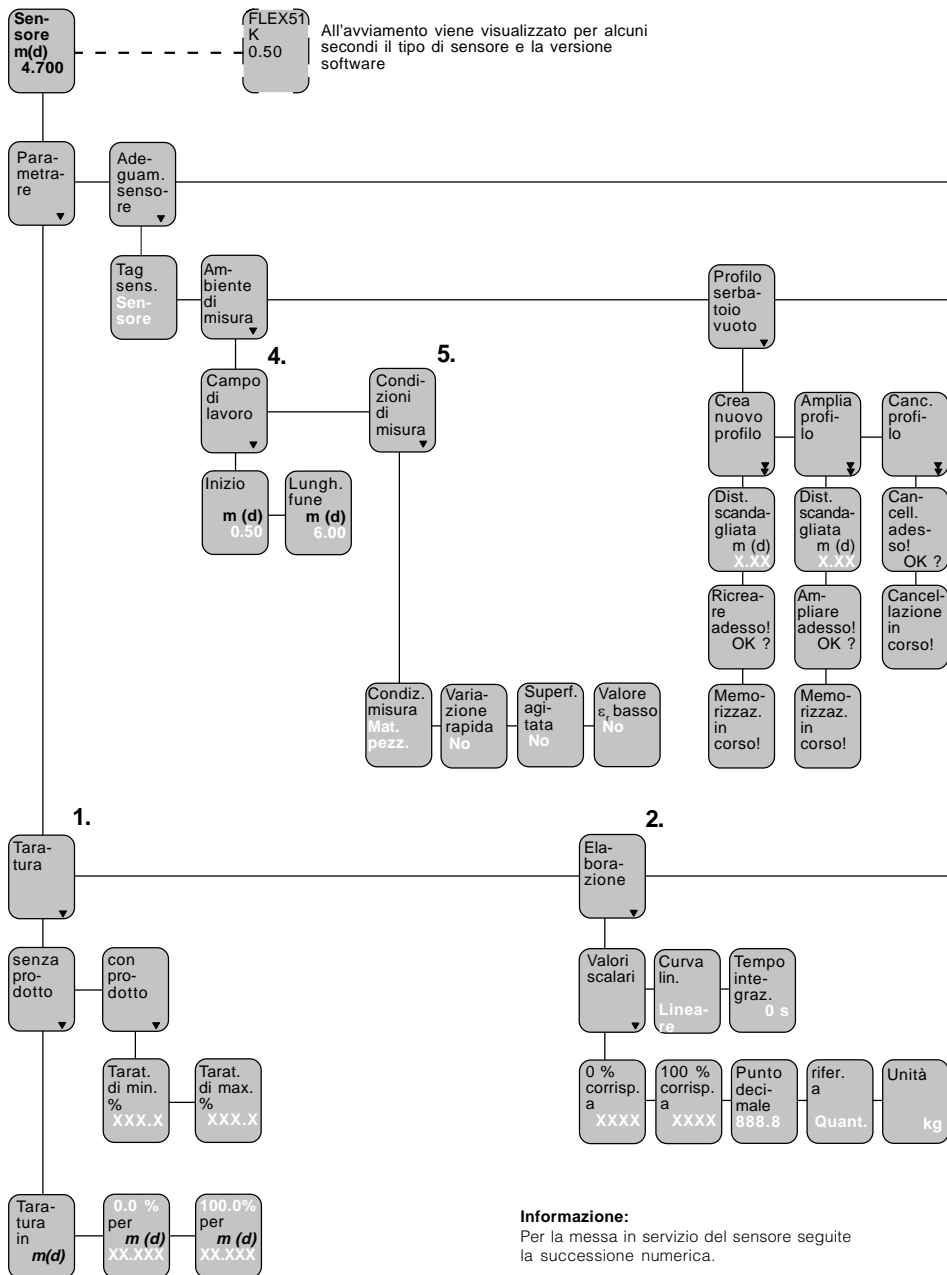 Sen-
sore
m(d)
4.700
FLEX51
K
0.50
All'avviamento viene visualizzato per alcuni
secondi il tipo di sensore e la versione
software
Para-
metra-
re
Ade-
guam.
senso-
re
Tag
sens.
Sen-
sore
Am-
biente
di
misura
Profilo
serba-
toio
vuoto
4.
5.
Campo
di
lavoro
Condi-
zioni
di
misura
Crea
nuovo
profilo
Amplia
profi-
lo
Canc.
profi-
lo
Inizio
m (d)
0.50
Lungh.
fune
m (d)
6.00
Dist.
scanda-
gliata
m (d)
X.XX
Dist.
scanda-
gliata
m (d)
X.XX
Can-
cell.
ades-
so!
OK ?
Ricrea-
re
adesso!
OK ?
Am-
pliare
adesso!
OK ?
Cancel-
lazione
in
corso!
Condiz.
misura
Mat.
pezz.
Varia-
zione
rapida
No
Superf.
agi-
tata
No
Valore
εr basso
No
Memo-
rizzaz.
in
corso!
Memo-
rizzaz.
in
corso!
1.
2.
Tara-
tura
Ela-
bora-
zione
senza
pro-
dotto
con
pro-
dotto
Valori
scalari
Curva
lin.
Linea-
re
Tempo
inte-
graz.
0 s
Tarat.
di min.
%
XXX.X
Tarat.
di max.
%
XXX.X
0 %
corrisp.
a
XXXX
100 %
corrisp.
a
XXXX
Punto
deci-
male
888.8
rifer.
a
Quant.
Unità
kg
Tara-
tura
in
m(d)
0.0 %
per
m (d)
XX.XXX
100.0%
per
m (d)
XX.XXX
Informazione:
Per la messa in servizio del sensore seguite
la successione numerica.